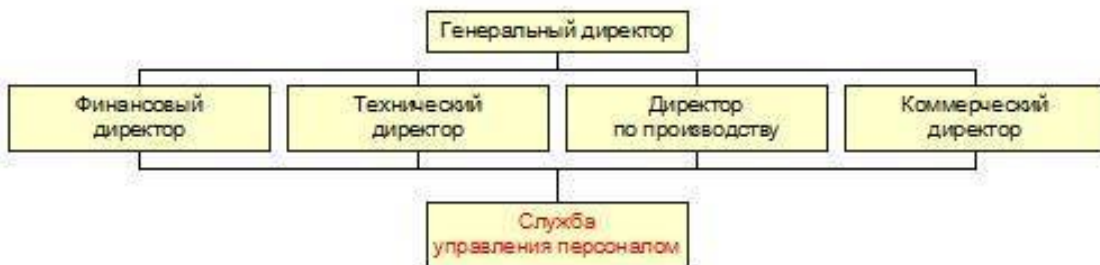 Генеральный директор
Финансовый
директор
Технический
директор
Директор
по производству
Коммерческий
директор
Служба
управления персоналом